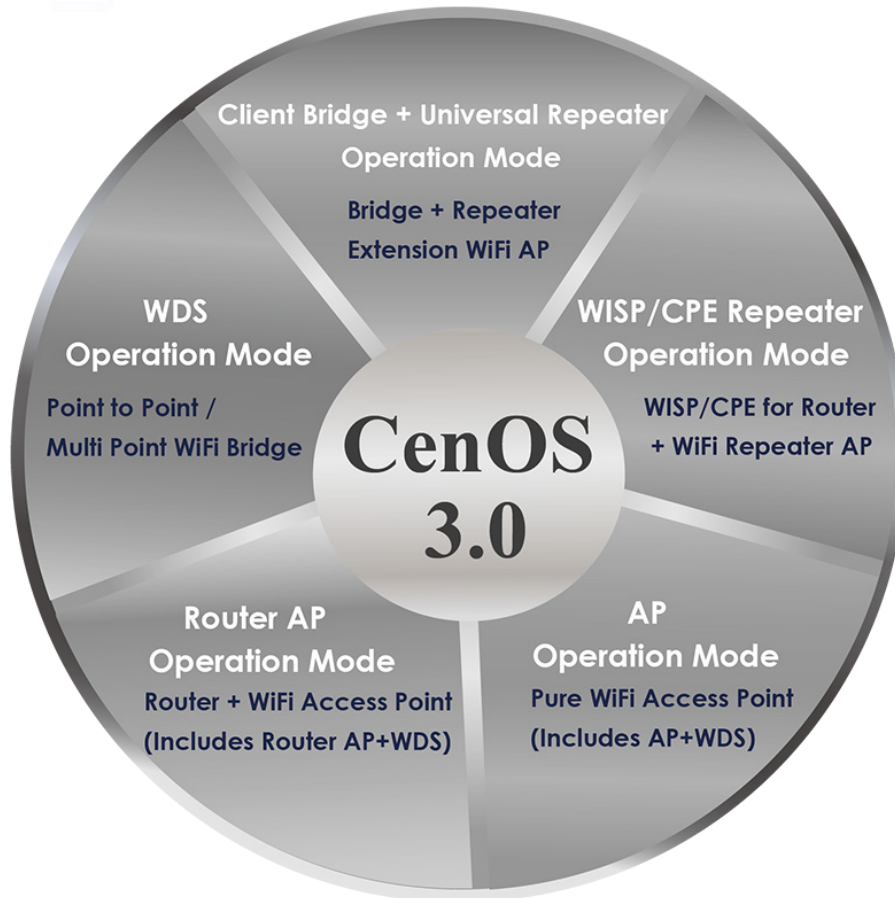 Client Bridge + Universal Repeater
Operation Mode
Bridge + Repeater
Extension WiFi AP
WISP/CPE Repeater
Operation Mode
WISP/CPE for Router
+ WiFi Repeater AP
AP
Operation Mode
Pure WiFi Access Point
(Includes AP+WDS)
Router AP
Operation Mode
Router + WiFi Access Point
(Includes Router AP+WDS)
WDS
Operation Mode
Point to Point /
Multi Point WiFi Bridge
CenOS
3.0